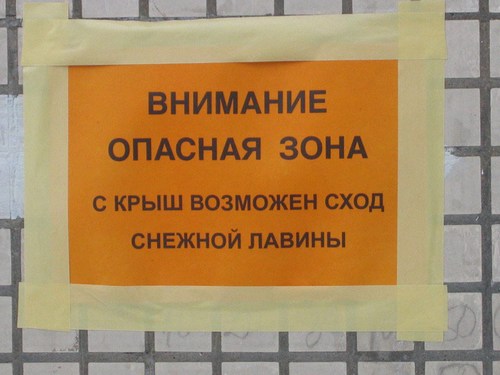 ВНИМАНИЕ
ОПАСНАЯ ЗОНА
С КРЫШ ВОЗМОЖЕН СХОД
СНЕЖНОЙ ЛАВИНЫ